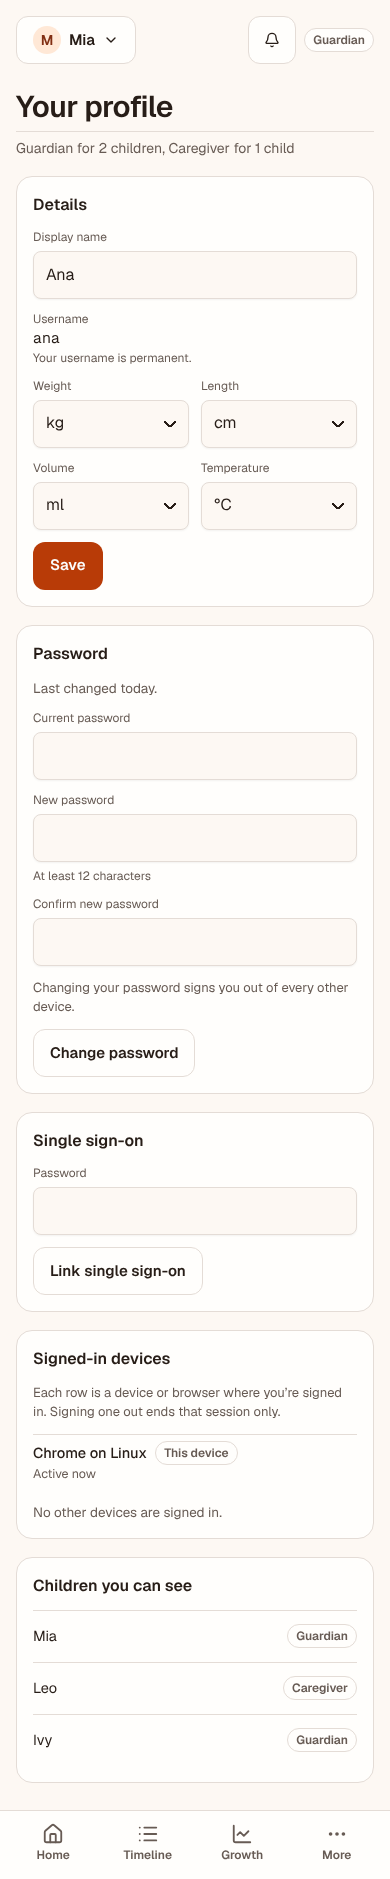 M Mia Guardian
Your profile
Guardian for 2 children, Caregiver for 1 child
Details
Display name
Ana
Username
ana
Your username is permanent.
Weight Length
kg cm
Volume Temperature
ml °C
Save
Password
Last changed today.
Current password
New password
At least 12 characters
Confirm new password
Changing your password signs you out of every other
device.
Change password
Single sign-on
Password
Link single sign-on
Signed-in devices
Each row is a device or browser where you're signed
in. Signing one out ends that session only.
Chrome on Linux This device
Active now
No other devices are signed in.
Children you can see
Mia Guardian
Leo Caregiver
Ivy Guardian
Home Timeline Growth More